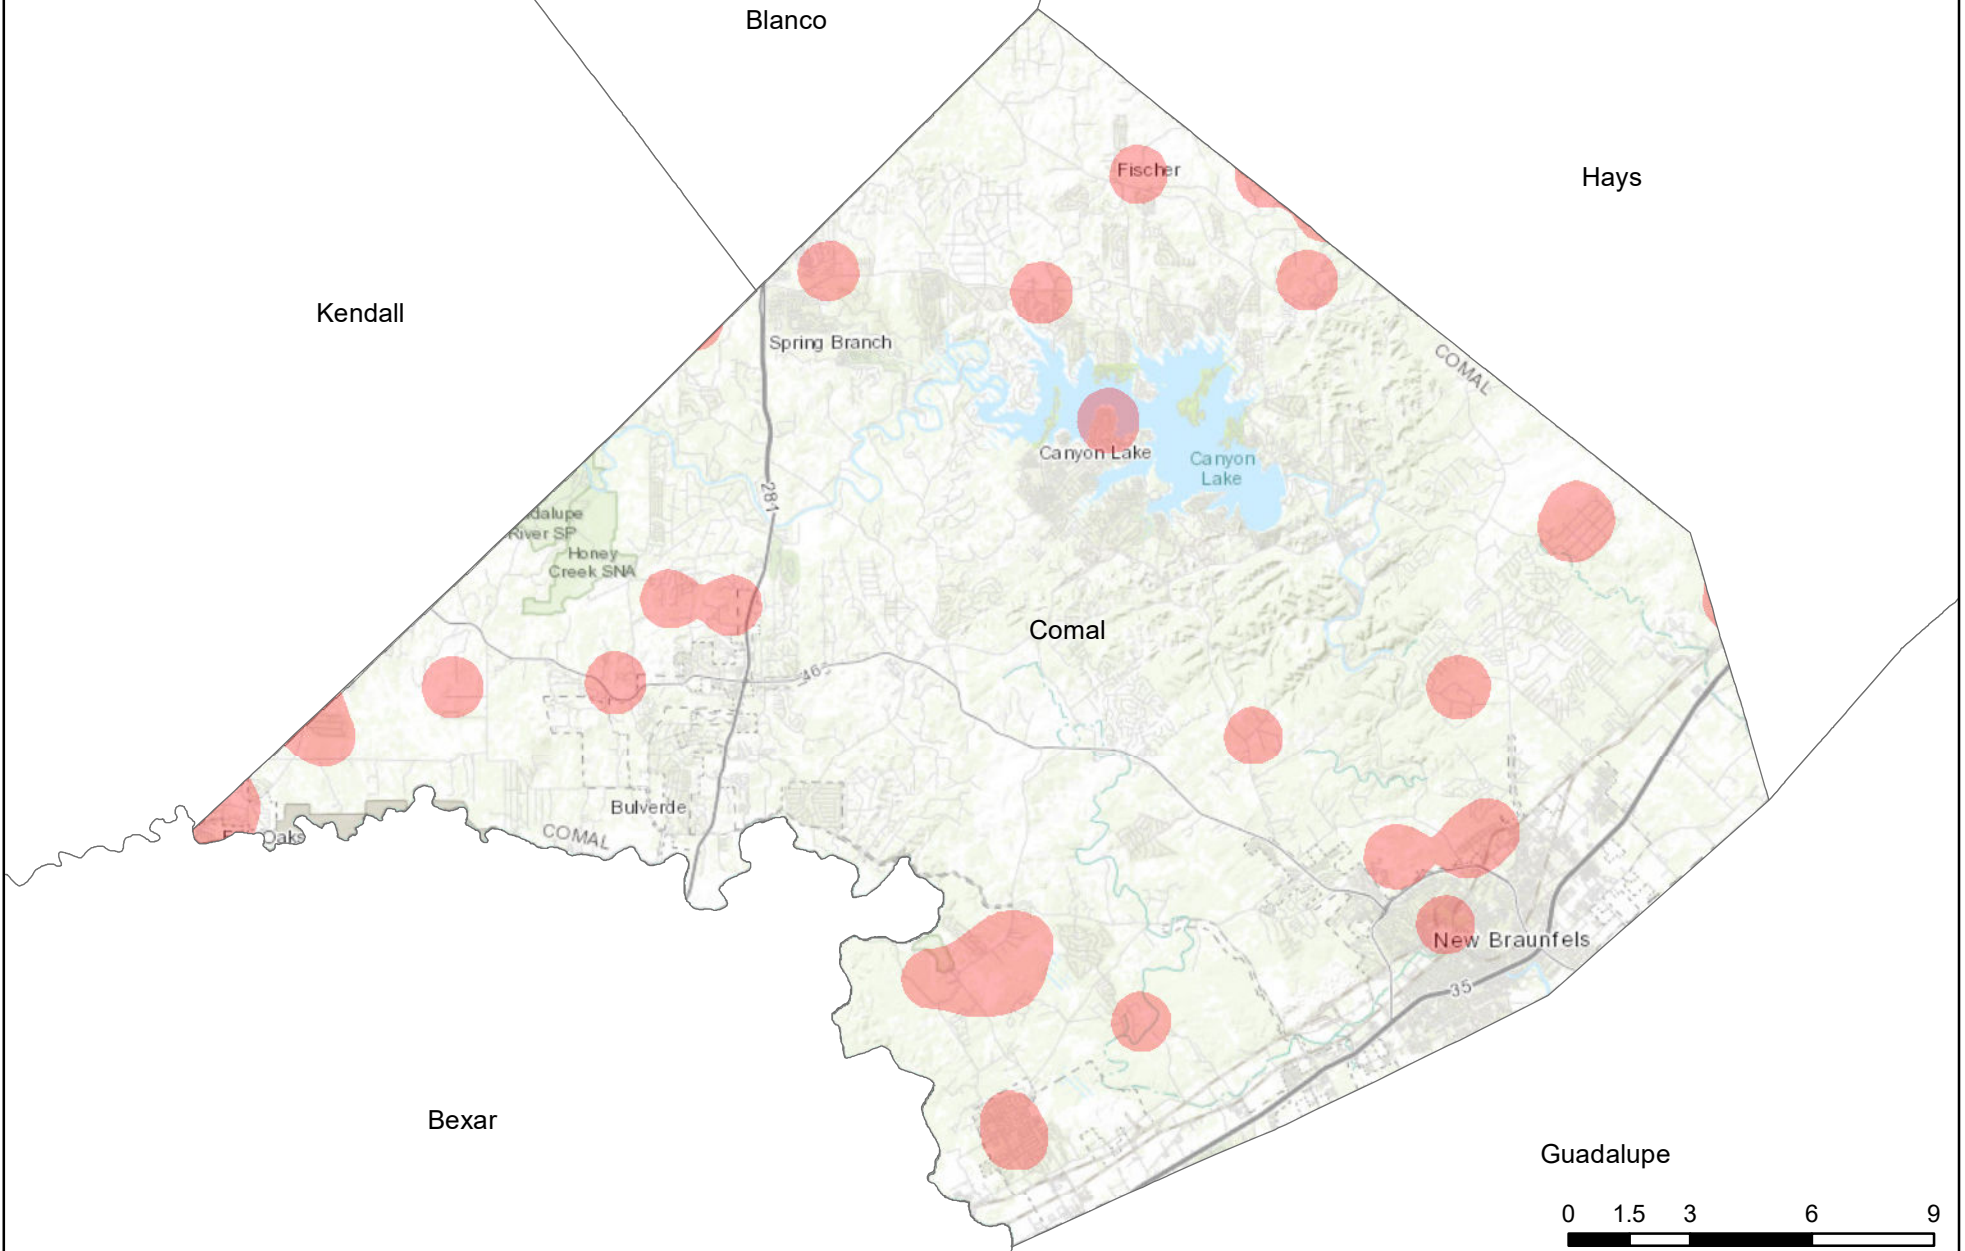 Blanco
Fischer
Hays
Kendall
Spring Branch
COMAL
Canyon Lake
Canyon
Lake
281
dalupe
River SP
Honey
Creek SNA
Comal
46
Bulverde
Oaks
COMAL
New Braunfels
35
Bexar
Guadalupe
0 1.5 3 6 9